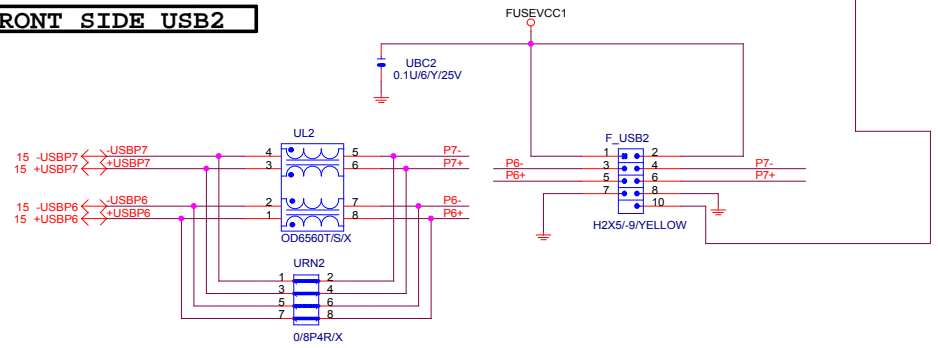 RONT SIDE USB2
FUSEVCC1
UBC2
0.1U/6/Y/25V
UL2
F_USB2
15 -USBP7 -USBP7 4 5 P7-
15 +USBP7 +USBP7 3 6 P7+
15 -USBP6 -USBP6 2 7 P6-
15 +USBP6 +USBP6 1 8 P6+
OD6560T/S/X
1 2
P6- 3 4 P7-
P6+ 5 6 P7+
7 8
10
H2X5/-9/YELLOW
URN2
1 2
3 4
5 6
7 8
0/8P4R/X